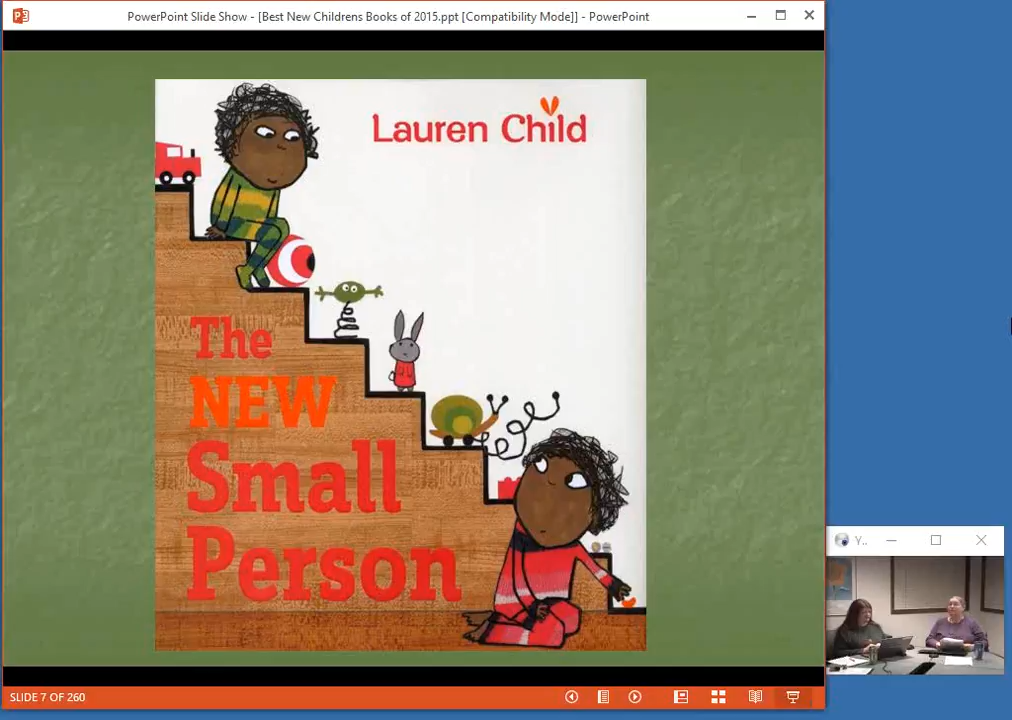 PowerPoint Slide Show - [Best New Childrens Books of 2015.ppt [Compatibility Mode]] - PowerPoint
Lauren Child
The
NEW
Small
Person
Y..
SLIDE 7 OF 260